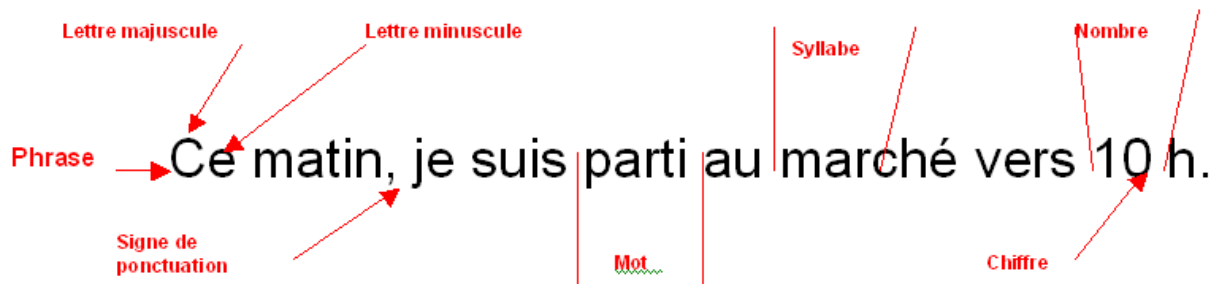 Lettre majuscule
Lettre minuscule
Syllabe
Nombre
Phrase
Ce matin, je suis parti au marché vers 10 h.
Signe de
ponctuation
Mot
Chiffre